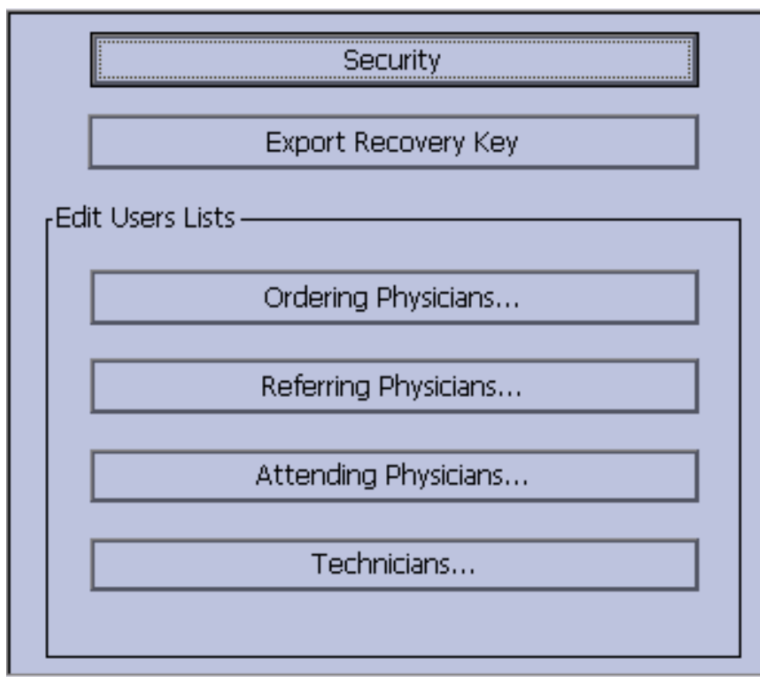 Security
Export Recovery Key
Edit Users Lists
Ordering Physicians...
Referring Physicians...
Attending Physicians...
Technicians...